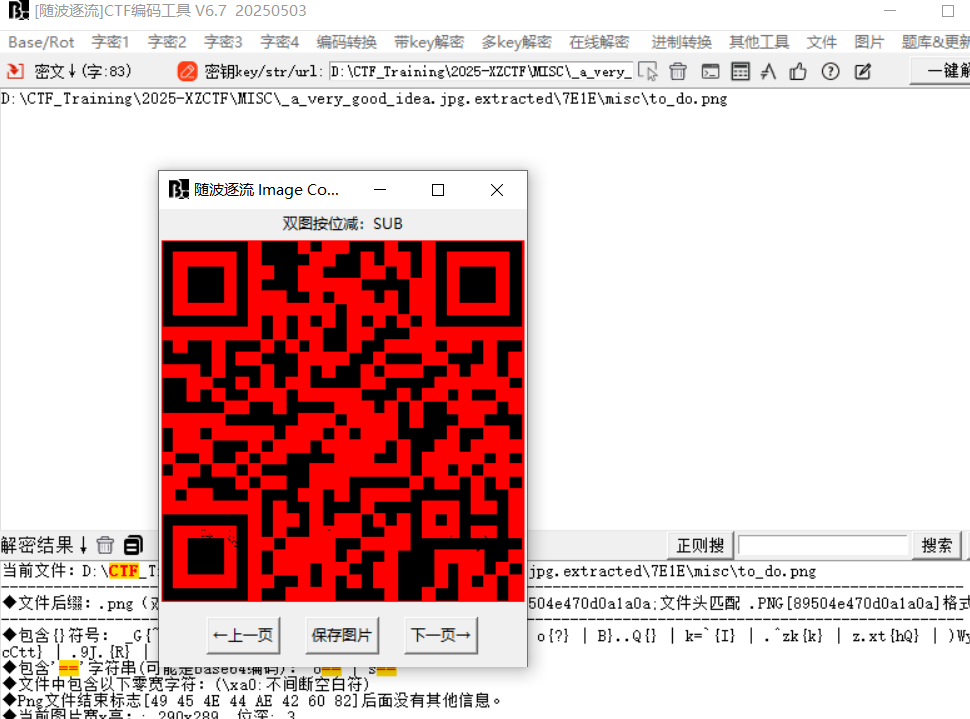 [随波逐流]CTF编码工具 V6.7 20250503
Base/Rot 字密1 字密2 字密3 字密4 编码转换 带key解密 多key解密 在线解密 进制转换 其他工具 文件 图片 题库&更新
密文↓(字:83) 密钥key/str/url: D:\CTF_Training\2025-XZCTF\MISC\_a_very_ 一键解
D:\CTF_Training\2025-XZCTF\MISC\_a_very_good_idea.jpg.extracted\7E1E\misc\to_do.png
随波逐流 Image Co...
双图按位减: SUB
←上一页 保存图片 下一页→
解密结果↓ 正则搜 搜索
当前文件: D:\CTF_T jpg.extracted\7E1E\misc\to_do.png
◆文件后缀: .png 504e470d0a1a0a;文件头匹配 .PNG[89504e470d0a1a0a]格式
◆包含{}符号: _G{^ o{?} | B}..Q{} | k=`{I} | .^zk{k} | z.xt{hQ} | )Wy
cCtt} | .9J.{R} |
◆包含'=='字符串(可能是base64编码): o== | s==
◆文件中包含以下零宽字符: (\xa0:不间断空白符)
◆Png文件结束标志[49 45 4E 44 AE 42 60 82]后面没有其他信息。
◆当前图片宽x高: : 290x289 位深: 3